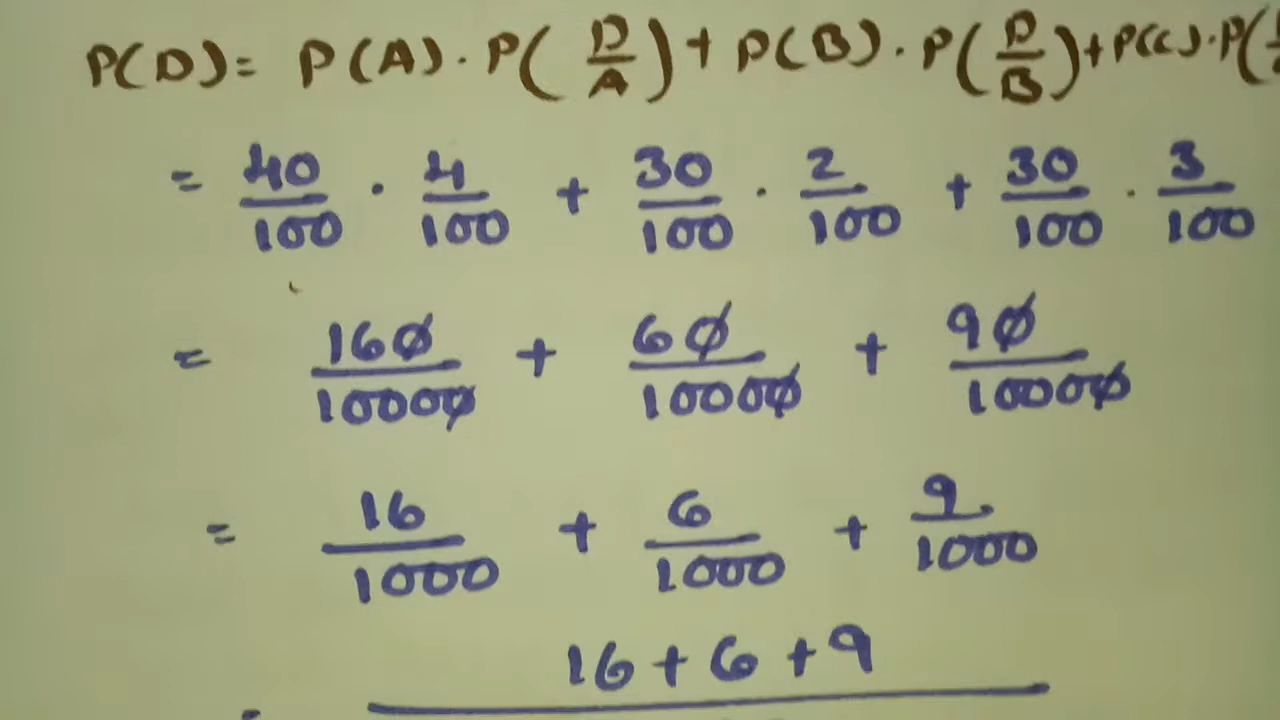 P(D) = P(A) · P(D/A) + P(B) · P(D/B) + P(C) · P(
= 40/100 · 4/100 + 30/100 · 2/100 + 30/100 · 3/100
= 160/10000 + 60/10000 + 90/10000
= 16/1000 + 6/1000 + 9/1000
16 + 6 + 9